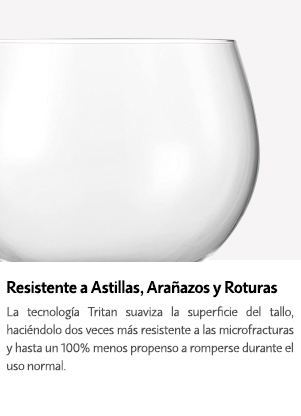 Resistente a Astillas, Arañazos y Roturas
La tecnología Tritan suaviza la superficie del tallo,
haciéndolo dos veces más resistente a las microfracturas
y hasta un 100% menos propenso a romperse durante el
uso normal.